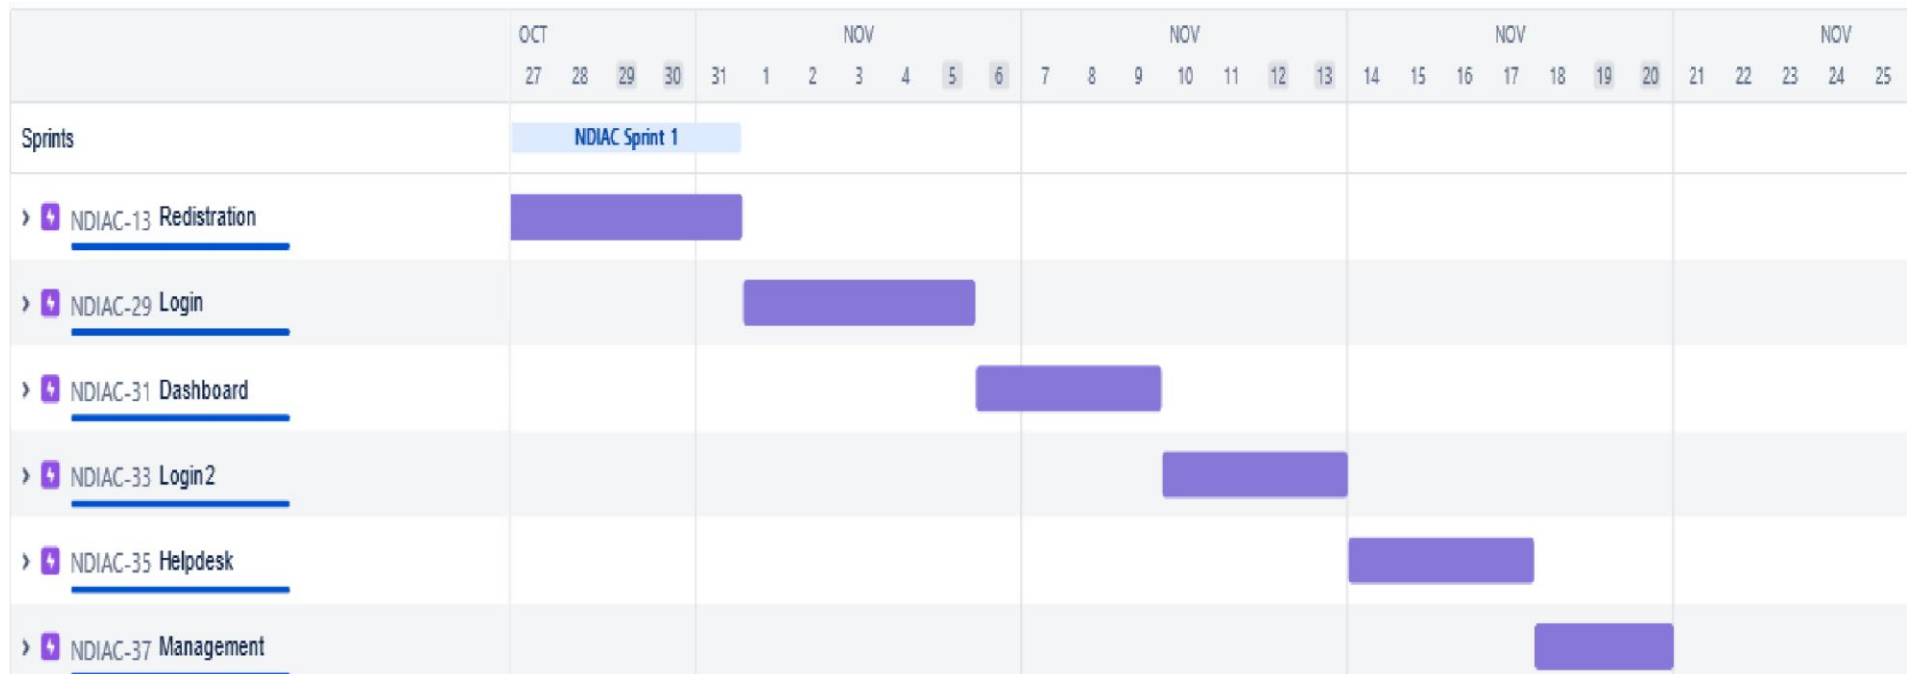 OCT NOV NOV NOV NOV
27 28 29 30 31 1 2 3 4 5 6 7 8 9 10 11 12 13 14 15 16 17 18 19 20 21 22 23 24 25
Sprints NDIAC Sprint 1
NDIAC-13 Redistration
NDIAC-29 Login
NDIAC-31 Dashboard
NDIAC-33 Login2
NDIAC-35 Helpdesk
NDIAC-37 Management